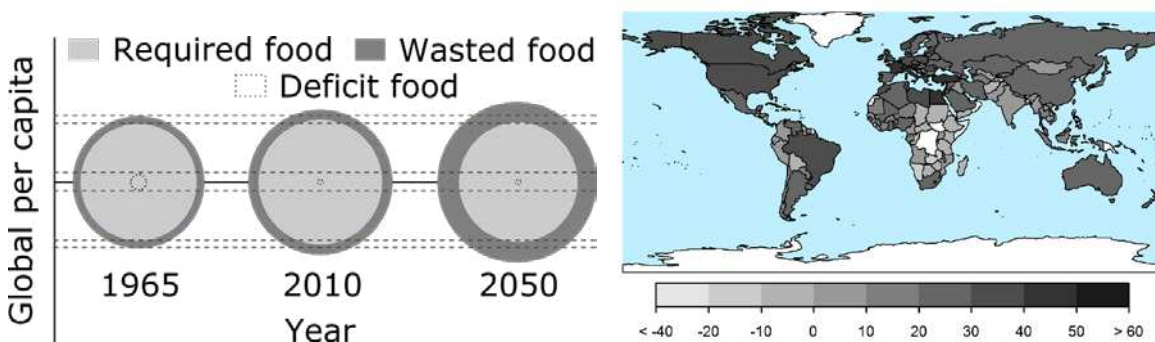 Required food
Wasted food
Deficit food
Global per capita
1965
2010
2050
Year
< -40
-20
-10
0
10
20
30
40
50
> 60